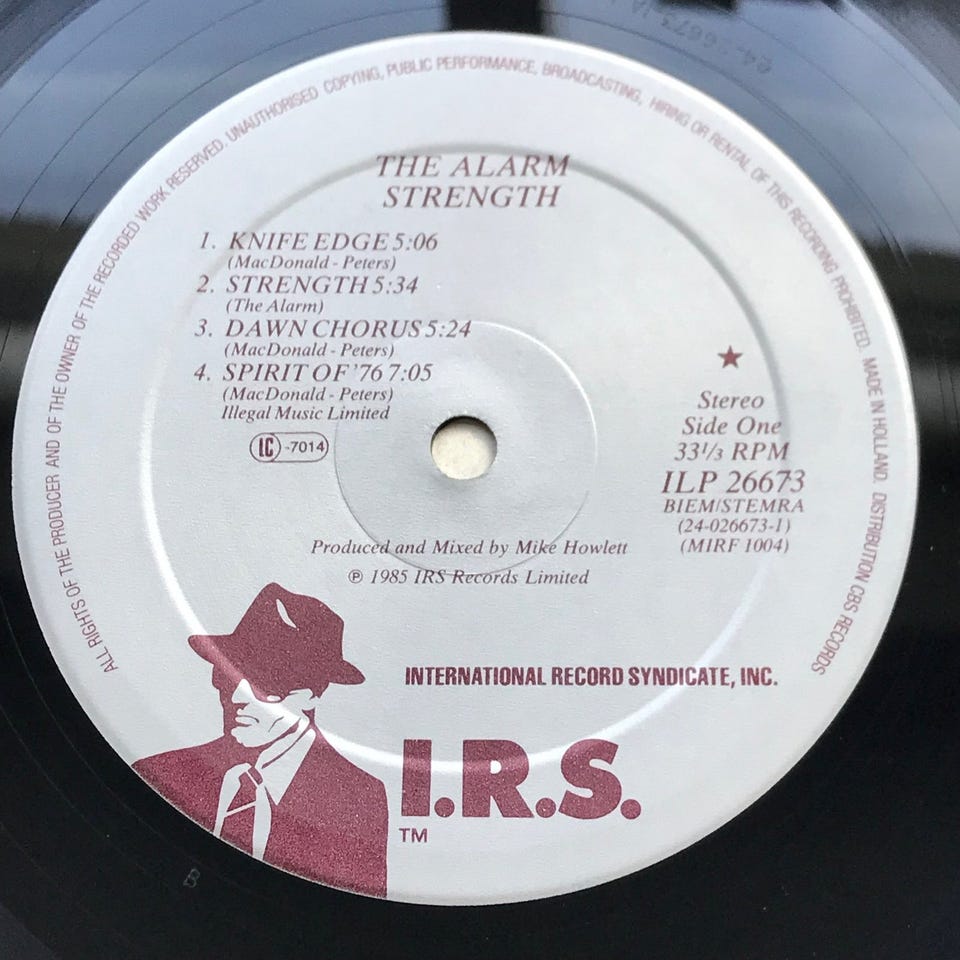 ALL RIGHTS OF THE PRODUCER AND OF THE OWNER OF THE RECORDED WORK RESERVED. UNAUTHORISED COPYING, PUBLIC PERFORMANCE, BROADCASTING, HIRING OR RENTAL OF THIS RECORDING PROHIBITED. MADE IN HOLLAND. DISTRIBUTION CBS RECORDS
THE ALARM
STRENGTH
1. KNIFE EDGE 5:06
(MacDonald - Peters)
2. STRENGTH 5:34
(The Alarm)
3. DAWN CHORUS 5:24
(MacDonald - Peters)
4. SPIRIT OF '76 7:05
(MacDonald - Peters)
Illegal Music Limited
LC -7014
Stereo
Side One
33⅓ RPM
ILP 26673
BIEM/STEMRA
(24-026673-1)
(MIRF 1004)
Produced and Mixed by Mike Howlett
℗ 1985 IRS Records Limited
INTERNATIONAL RECORD SYNDICATE, INC.
I.R.S.
TM
B